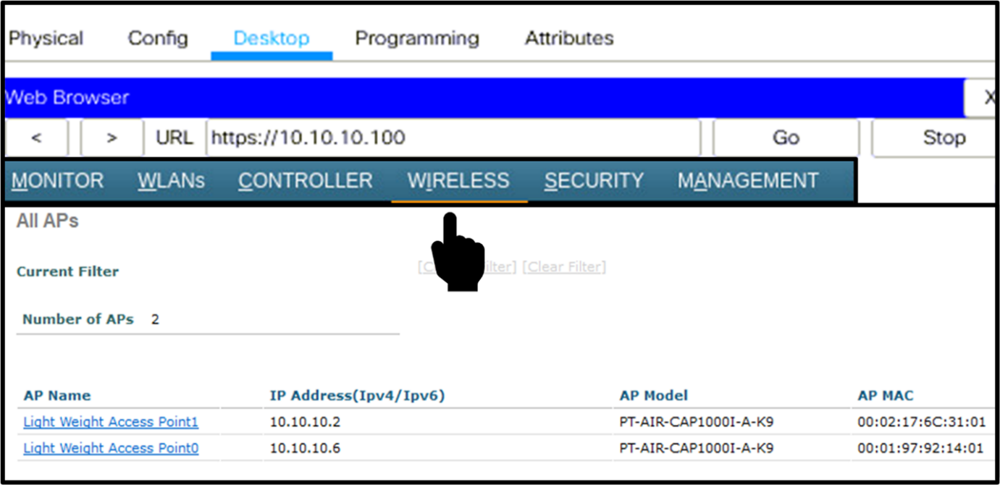 Physical Config Desktop Programming Attributes
Web Browser X
< > URL https://10.10.10.100 Go Stop
MONITOR WLANs CONTROLLER WIRELESS SECURITY MANAGEMENT
All APs
Current Filter [Clear Filter]
Number of APs 2
AP Name IP Address(Ipv4/Ipv6) AP Model AP MAC
Light Weight Access Point1 10.10.10.2 PT-AIR-CAP1000I-A-K9 00:02:17:6C:31:01
Light Weight Access Point0 10.10.10.6 PT-AIR-CAP1000I-A-K9 00:01:97:92:14:01